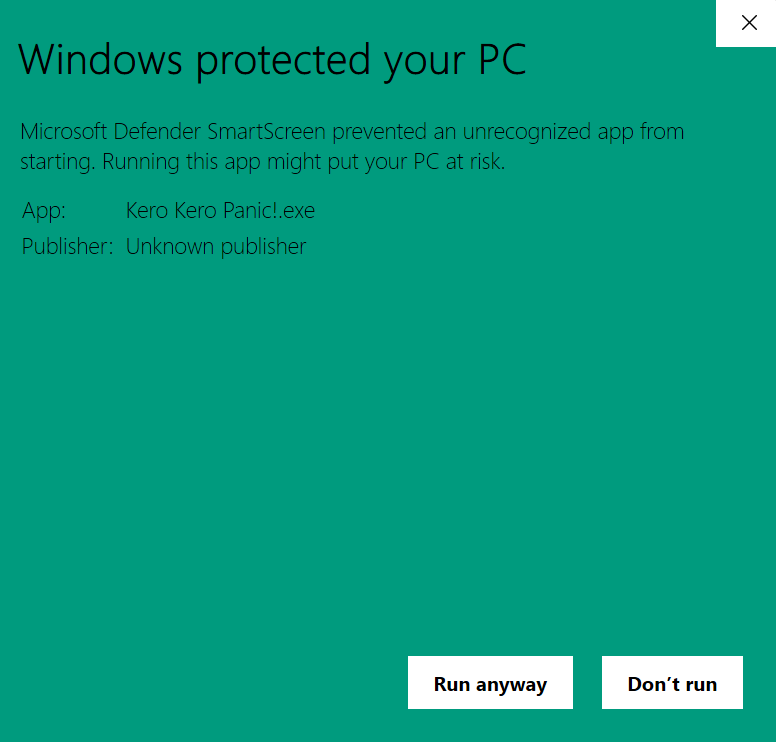 Windows protected your PC
Microsoft Defender SmartScreen prevented an unrecognized app from
starting. Running this app might put your PC at risk.
App: Kero Kero Panic!.exe
Publisher: Unknown publisher
Run anyway Don’t run